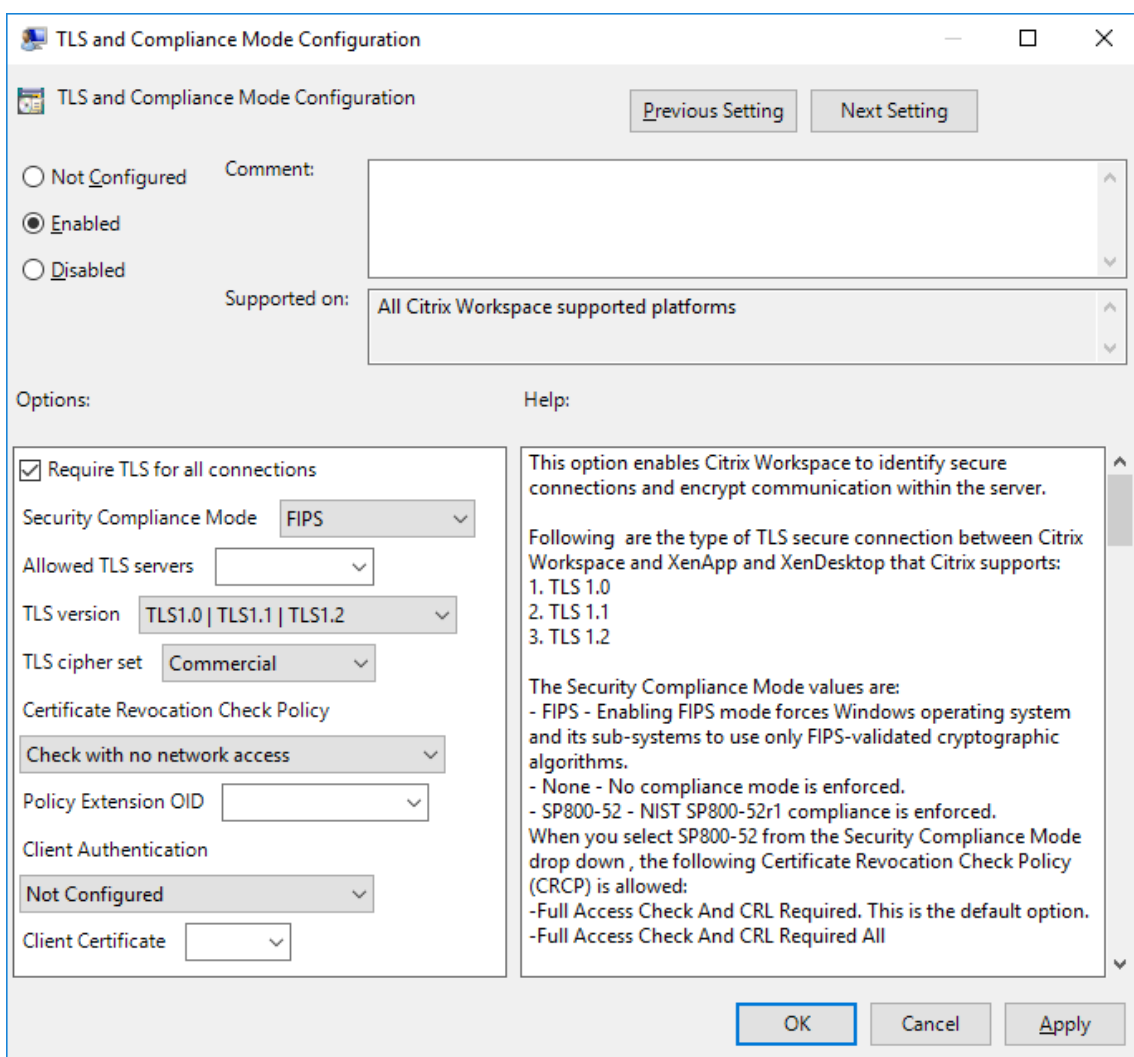 TLS and Compliance Mode Configuration
TLS and Compliance Mode Configuration
Previous Setting
Next Setting
Not Configured
Enabled
Disabled
Comment:
Supported on:
All Citrix Workspace supported platforms
Options:
Help:
Require TLS for all connections
Security Compliance Mode
FIPS
Allowed TLS servers
TLS version
TLS1.0 | TLS1.1 | TLS1.2
TLS cipher set
Commercial
Certificate Revocation Check Policy
Check with no network access
Policy Extension OID
Client Authentication
Not Configured
Client Certificate
This option enables Citrix Workspace to identify secure
connections and encrypt communication within the server.
Following  are the type of TLS secure connection between Citrix
Workspace and XenApp and XenDesktop that Citrix supports:
1. TLS 1.0
2. TLS 1.1
3. TLS 1.2
The Security Compliance Mode values are:
- FIPS - Enabling FIPS mode forces Windows operating system
and its sub-systems to use only FIPS-validated cryptographic
algorithms.
- None - No compliance mode is enforced.
- SP800-52 - NIST SP800-52r1 compliance is enforced.
When you select SP800-52 from the Security Compliance Mode
drop down , the following Certificate Revocation Check Policy
(CRCP) is allowed:
-Full Access Check And CRL Required. This is the default option.
-Full Access Check And CRL Required All
OK
Cancel
Apply